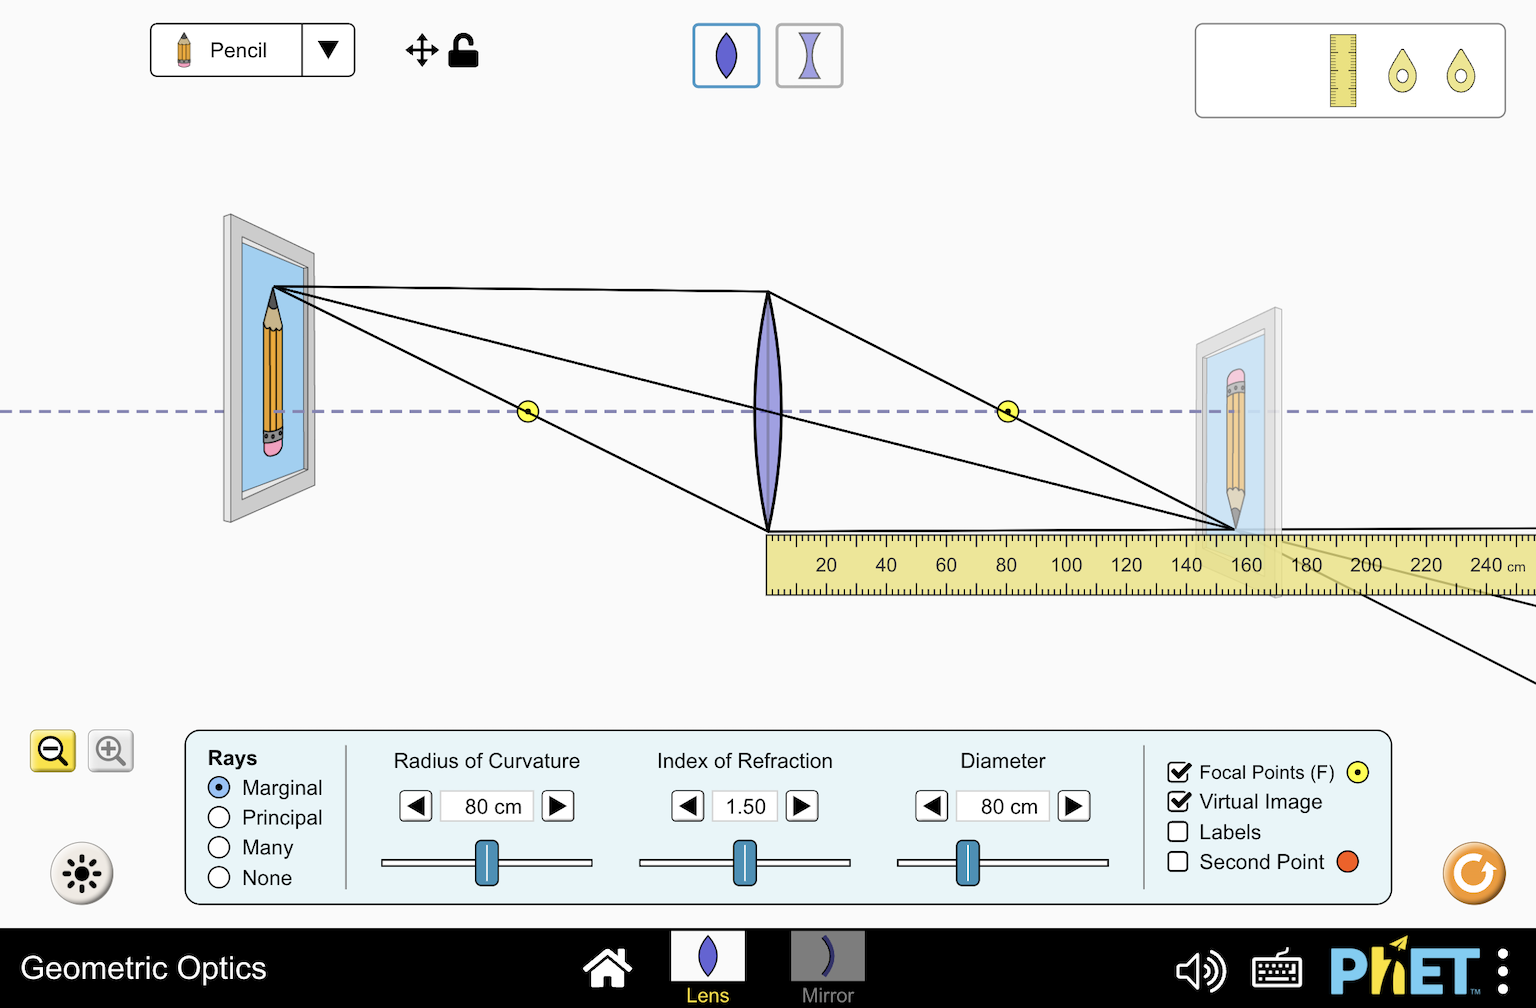 Pencil
20 40 60 80 100 120 140 160 180 200 220 240 cm
Rays
Marginal
Principal
Many
None
Radius of Curvature
80 cm
Index of Refraction
1.50
Diameter
80 cm
Focal Points (F)
Virtual Image
Labels
Second Point
Geometric Optics
Lens
Mirror
PhET™